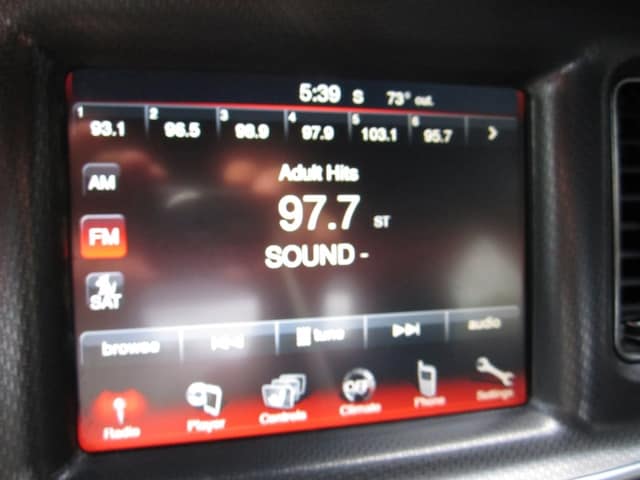 5:39 S 73° out.
1 93.1 2 96.5 3 98.9 4 97.9 5 103.1 6 95.7 >
Adult Hits
AM
97.7 ST
FM
SOUND -
SAT
browse tune audio
Radio Player Controls OFF Climate Phone Settings